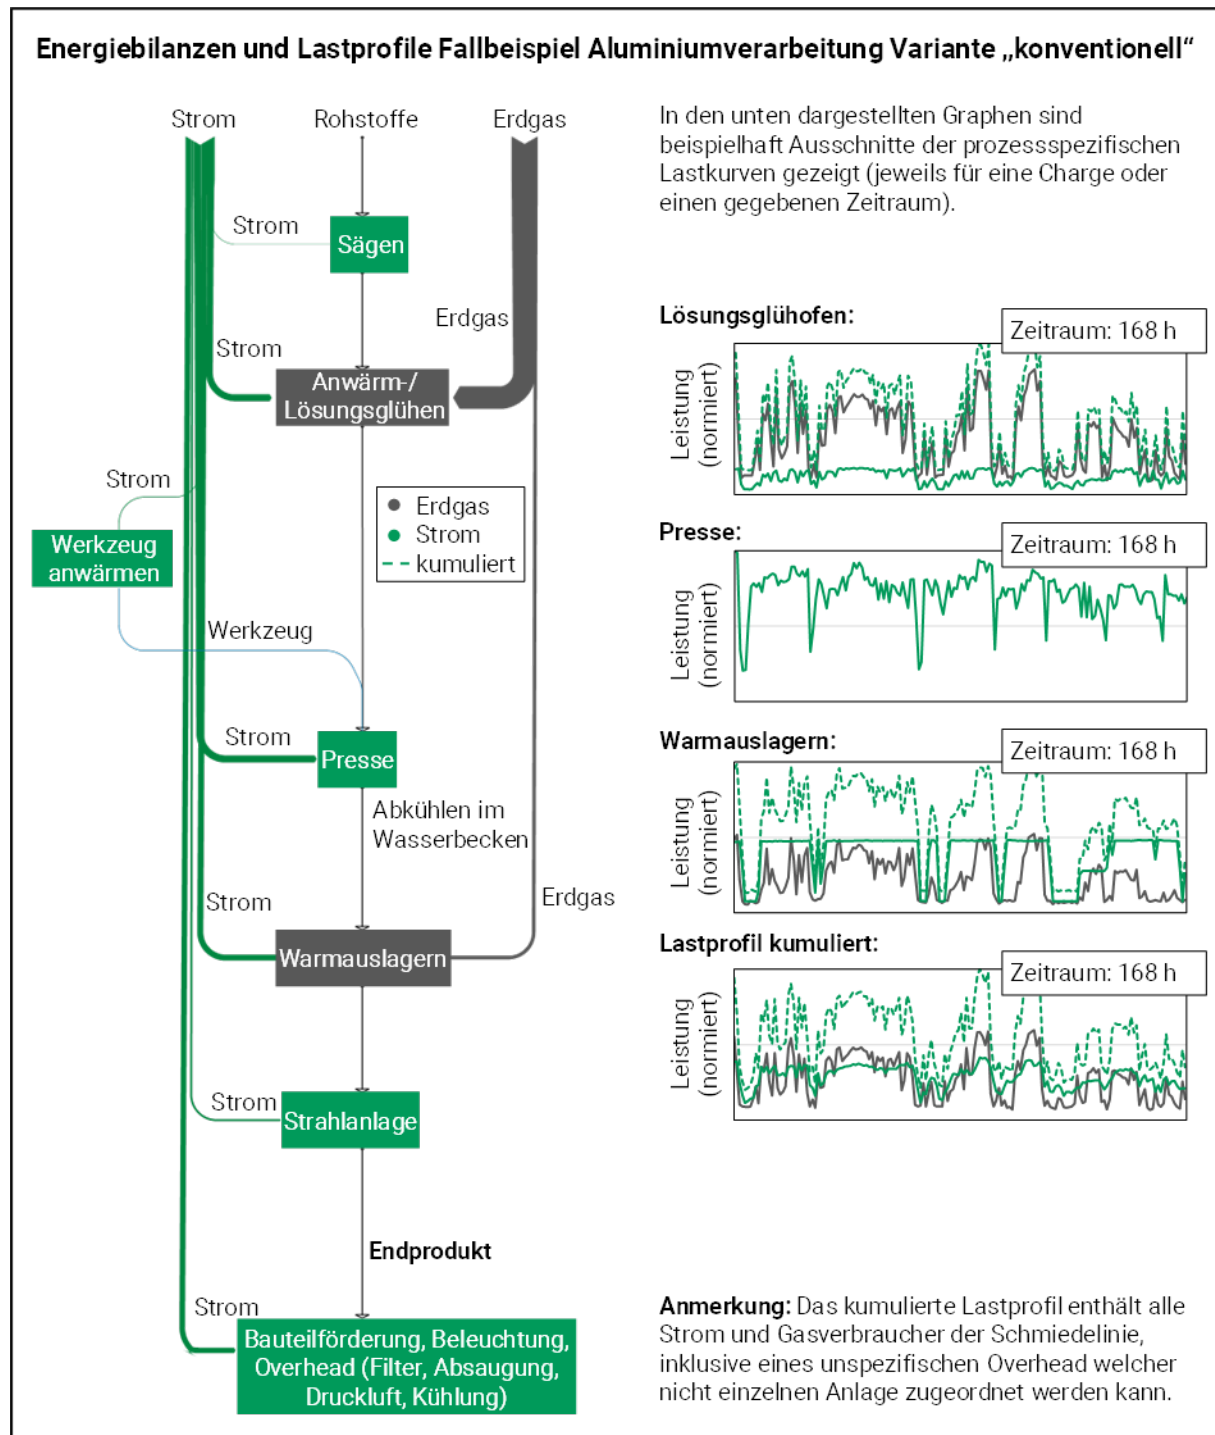 Energiebilanzen und Lastprofile Fallbeispiel Aluminiumverarbeitung Variante „konventionell“
Strom
Rohstoffe
Erdgas
Strom
Sägen
Erdgas
Strom
Anwärm-/
Lösungsglühen
Strom
Werkzeug
anwärmen
Erdgas
Strom
kumuliert
Werkzeug
Strom
Presse
Abkühlen im
Wasserbecken
Strom
Erdgas
Warmauslagern
Strom
Strahlanlage
Endprodukt
Strom
Bauteilförderung, Beleuchtung,
Overhead (Filter, Absaugung,
Druckluft, Kühlung)
In den unten dargestellten Graphen sind
beispielhaft Ausschnitte der prozessspezifischen
Lastkurven gezeigt (jeweils für eine Charge oder
einen gegebenen Zeitraum).
Lösungsglühofen:
Zeitraum: 168 h
Leistung
(normiert)
Presse:
Zeitraum: 168 h
Leistung
(normiert)
Warmauslagern:
Zeitraum: 168 h
Leistung
(normiert)
Lastprofil kumuliert:
Zeitraum: 168 h
Leistung
(normiert)
Anmerkung: Das kumulierte Lastprofil enthält alle
Strom und Gasverbraucher der Schmiedelinie,
inklusive eines unspezifischen Overhead welcher
nicht einzelnen Anlage zugeordnet werden kann.